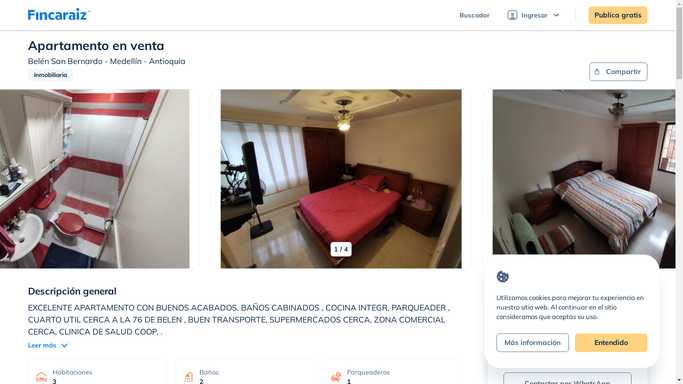 Fincaraiz
Buscador
Ingresar
Publica gratis
Apartamento en venta
Belén San Bernardo - Medellín - Antioquia
Inmobiliaria
Compartir
1 / 4
Descripción general
EXCELENTE APARTAMENTO CON BUENOS ACABADOS, BAÑOS CABINADOS , COCINA INTEGR, PARQUEADER ,
CUARTO UTIL CERCA A LA 76 DE BELEN , BUEN TRANSPORTE, SUPERMERCADOS CERCA, ZONA COMERCIAL
CERCA, CLINICA DE SALUD COOP, .
Leer más
Habitaciones
3
Baños
2
Parqueaderos
1
Utilizamos cookies para mejorar tu experiencia en
nuestro sitio web. Al continuar en el sitio
consideramos que aceptas su uso.
Más información
Entendido
Contactar por WhatsApp